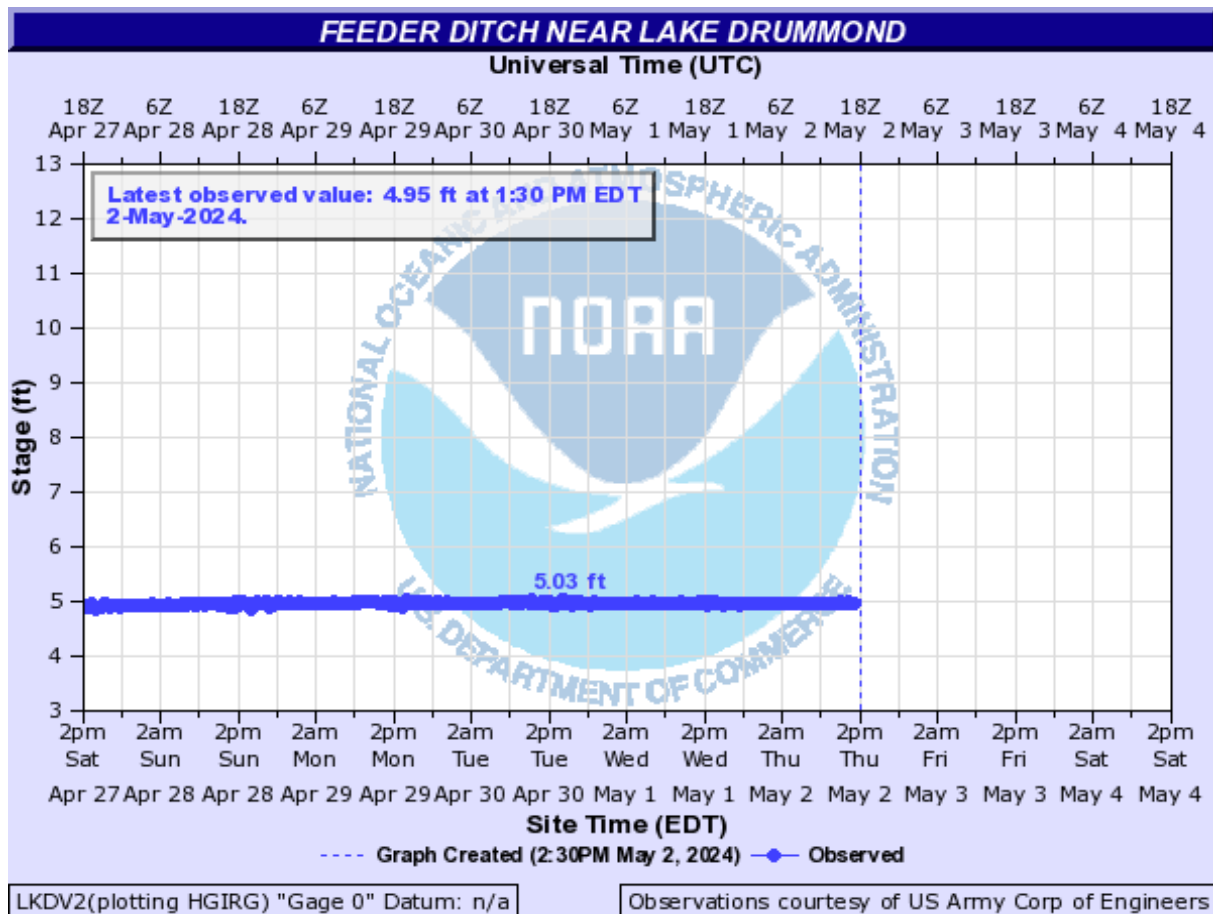 FEEDER DITCH NEAR LAKE DRUMMOND
Universal Time (UTC)
18Z 6Z 18Z 6Z 18Z 6Z 18Z 6Z 18Z 6Z 18Z 6Z 18Z 6Z 18Z
Apr 27 Apr 28 Apr 28 Apr 29 Apr 29 Apr 30 Apr 30 May 1 May 1 May 2 May 2 May 3 May 3 May 4 May 4
Latest observed value: 4.95 ft at 1:30 PM EDT
2-May-2024.
NATIONAL OCEANIC AND ATMOSPHERIC ADMINISTRATION
NOAA
U.S. DEPARTMENT OF COMMERCE
Stage (ft)
13
12
11
10
9
8
7
6
5
4
3
5.03 ft
2pm 2am 2pm 2am 2pm 2am 2pm 2am 2pm 2am 2pm 2am 2pm 2am 2pm
Sat Sun Sun Mon Mon Tue Tue Wed Wed Thu Thu Fri Fri Sat Sat
Apr 27 Apr 28 Apr 28 Apr 29 Apr 29 Apr 30 Apr 30 May 1 May 1 May 2 May 2 May 3 May 3 May 4 May 4
Site Time (EDT)
Graph Created (2:30PM May 2, 2024) Observed
LKDV2(plotting HGIRG) "Gage 0" Datum: n/a
Observations courtesy of US Army Corp of Engineers